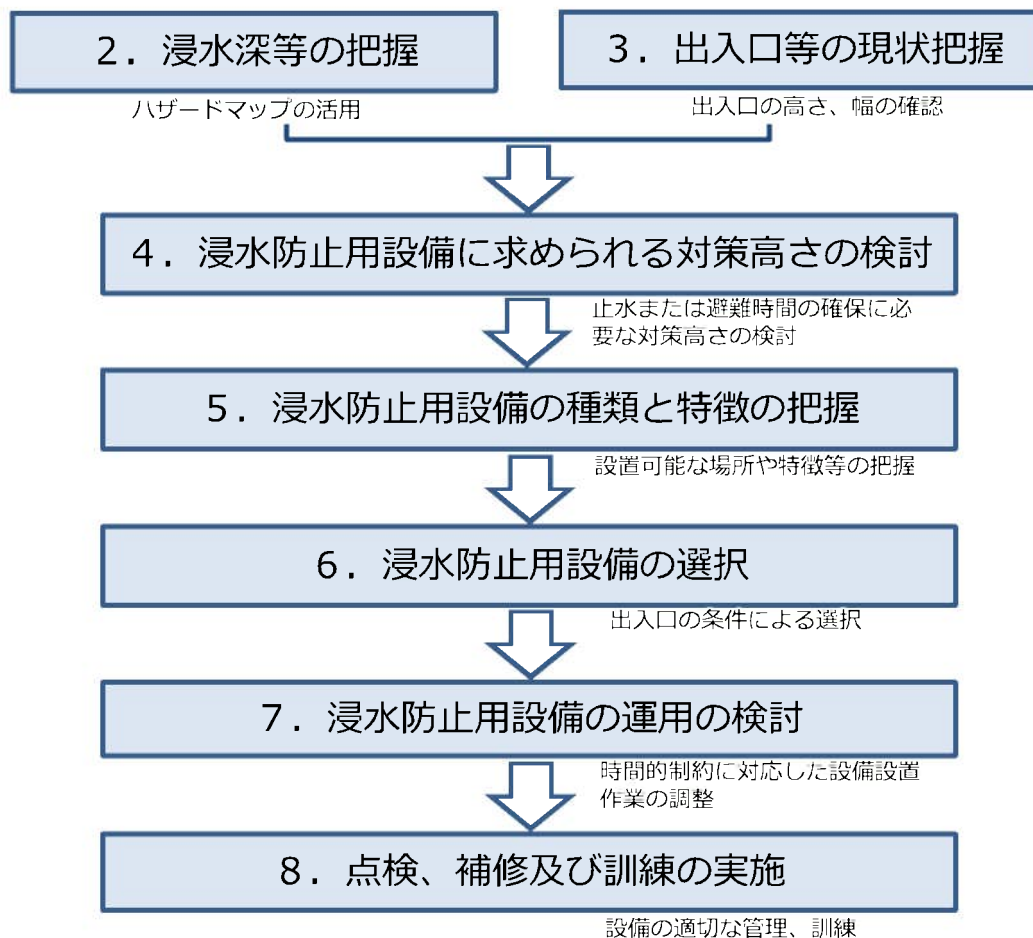 2．浸水深等の把握
3．出入口等の現状把握
ハザードマップの活用
出入口の高さ、幅の確認
4．浸水防止用設備に求められる対策高さの検討
止水または避難時間の確保に必
要な対策高さの検討
5．浸水防止用設備の種類と特徴の把握
設置可能な場所や特徴等の把握
6．浸水防止用設備の選択
出入口の条件による選択
7．浸水防止用設備の運用の検討
時間的制約に対応した設備設置
作業の調整
8．点検、補修及び訓練の実施
設備の適切な管理、訓練